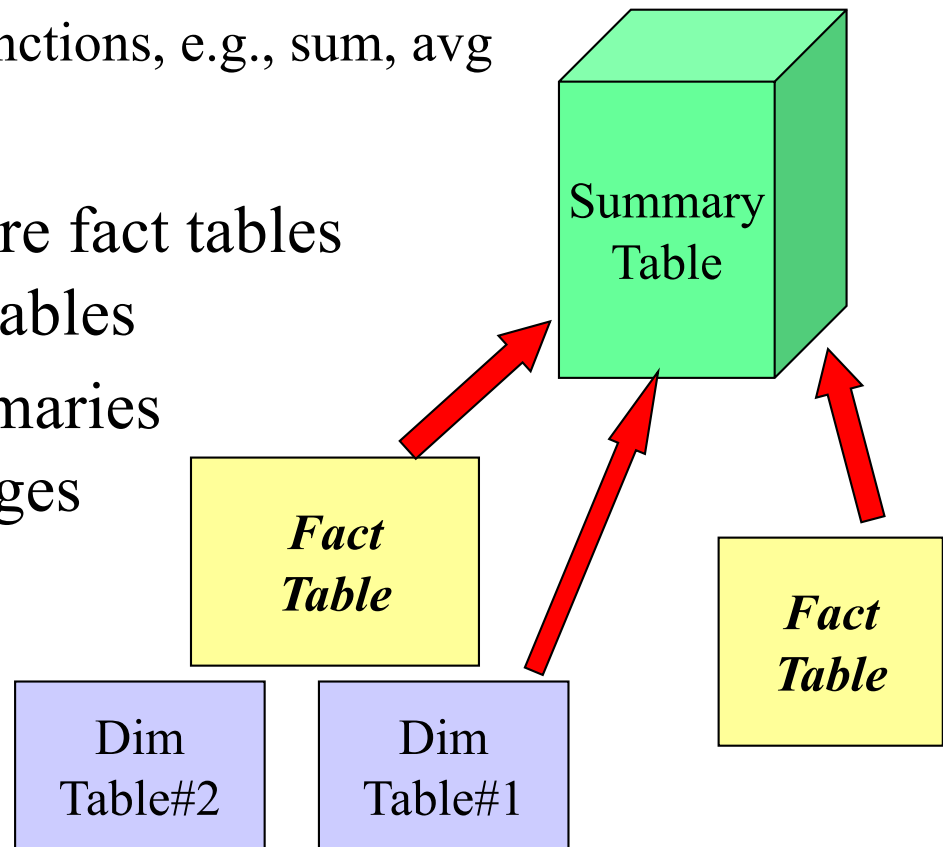 nctions, e.g., sum, avg
re fact tables
ables
maries
ges
Summary
Table
Fact
Table
Fact
Table
Dim
Table#2
Dim
Table#1